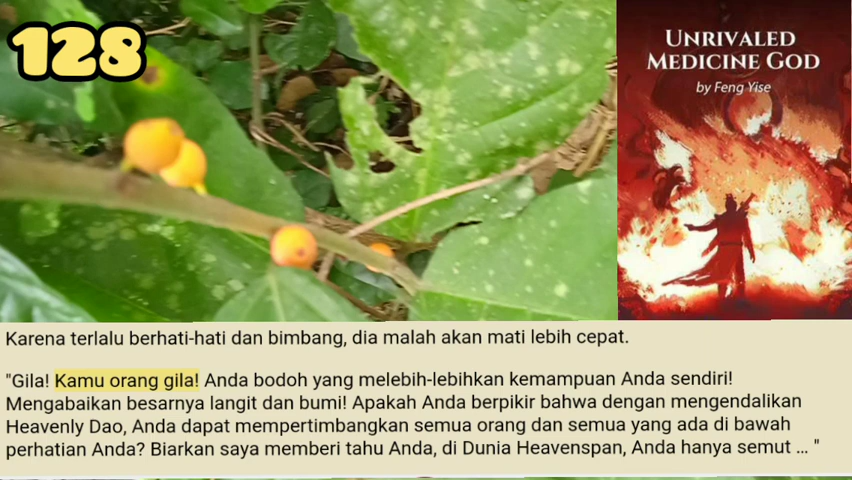 128
UNRIVALED
MEDICINE GOD
by Feng Yise
Karena terlalu berhati-hati dan bimbang, dia malah akan mati lebih cepat.
"Gila! Kamu orang gila! Anda bodoh yang melebih-lebihkan kemampuan Anda sendiri!
Mengabaikan besarnya langit dan bumi! Apakah Anda berpikir bahwa dengan mengendalikan
Heavenly Dao, Anda dapat mempertimbangkan semua orang dan semua yang ada di bawah
perhatian Anda? Biarkan saya memberi tahu Anda, di Dunia Heavenspan, Anda hanya semut ... "